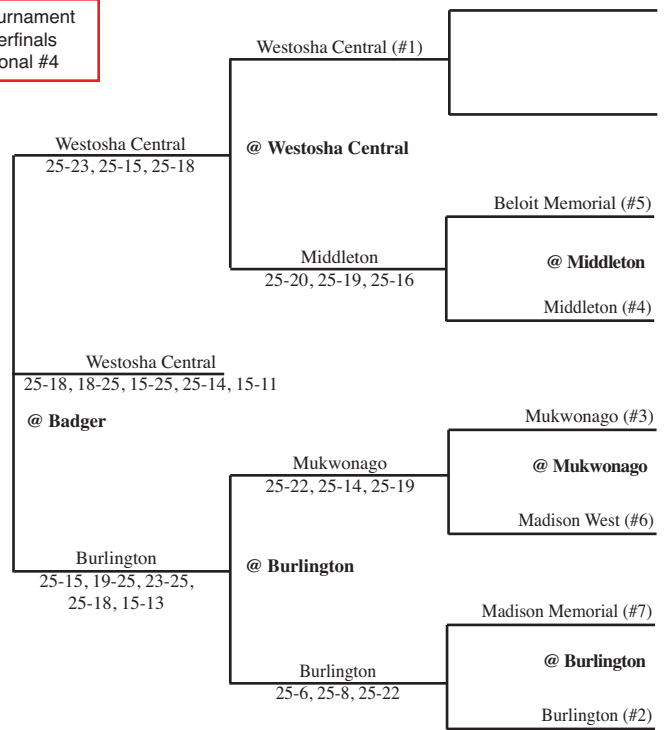 urnament
erfinals
onal #4
Westosha Central (#1)
Westosha Central
25-23, 25-15, 25-18
@ Westosha Central
Beloit Memorial (#5)
Middleton
25-20, 25-19, 25-16
@ Middleton
Middleton (#4)
Westosha Central
25-18, 18-25, 15-25, 25-14, 15-11
@ Badger
Mukwonago (#3)
Mukwonago
25-22, 25-14, 25-19
@ Mukwonago
Madison West (#6)
Burlington
25-15, 19-25, 23-25,
25-18, 15-13
@ Burlington
Madison Memorial (#7)
Burlington
25-6, 25-8, 25-22
@ Burlington
Burlington (#2)